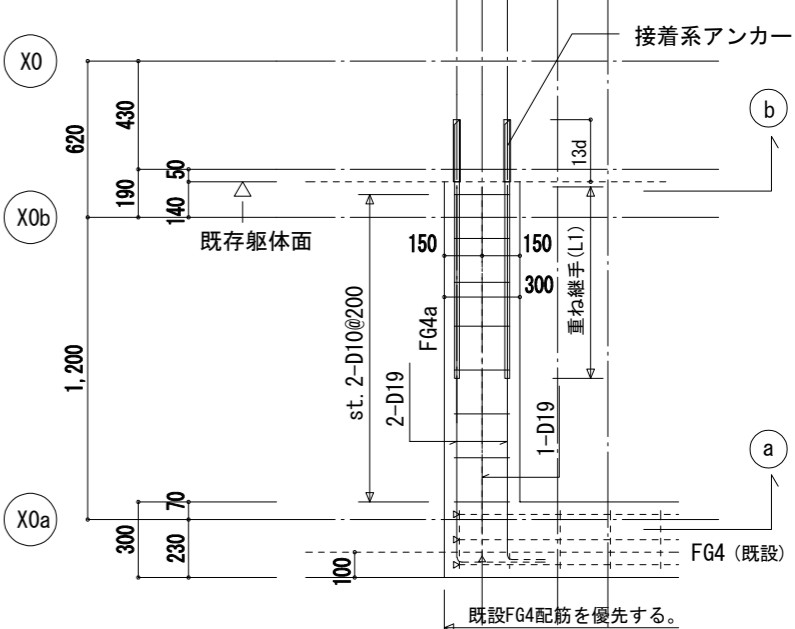 接着系アンカー
X0
620
430
b
13d
190
50
140
X0b
既存躯体面
150
150
300
重ね継手(L1)
FG4a
st. 2-D10@200
1,200
2-D19
1-D19
a
X0a
300
70
230
100
FG4 (既設)
既設FG4配筋を優先する。